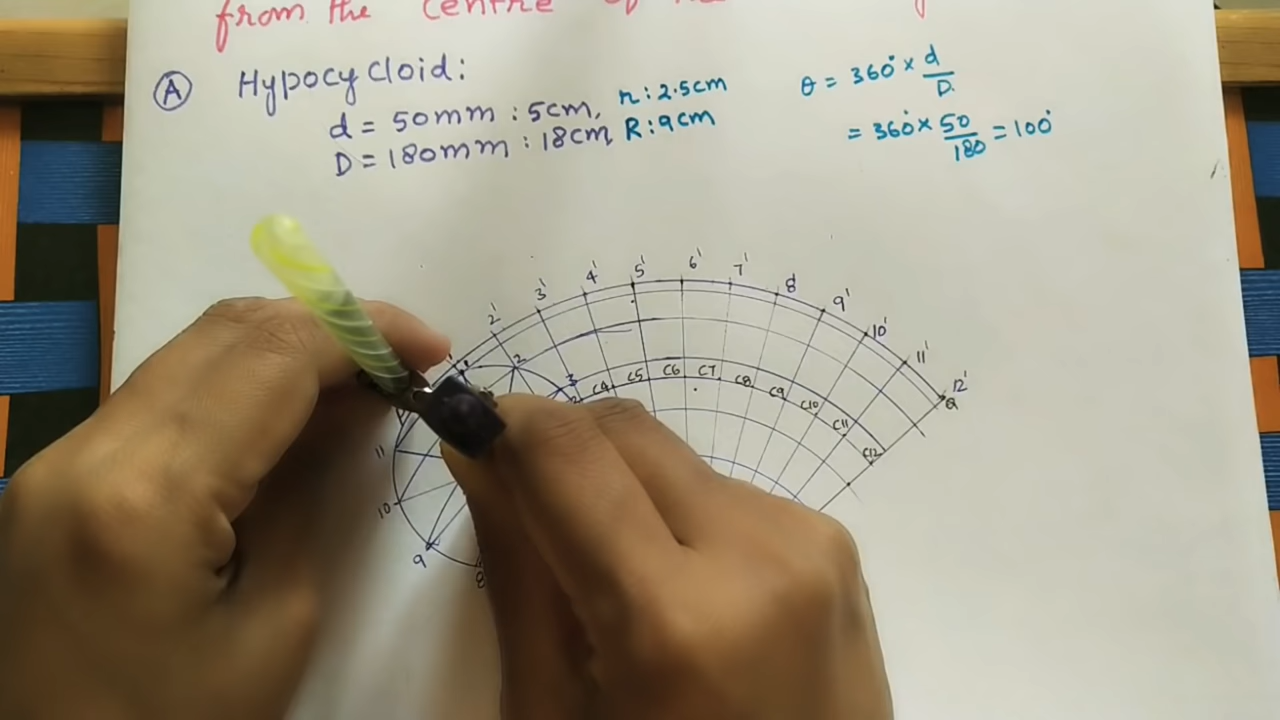 from the centre of
A Hypocycloid:
d = 50mm : 5cm, r : 2.5cm
D = 180mm : 18cm R : 9cm
θ = 360° × d/D.
= 360° × 50/180 = 100°
2' 3' 4' 5' 6' 7' 8' 9' 10' 11' 12'
Q
2 3
C4 C5 C6 C7 C8 C9 C10 C11 C12
11
10
9
8